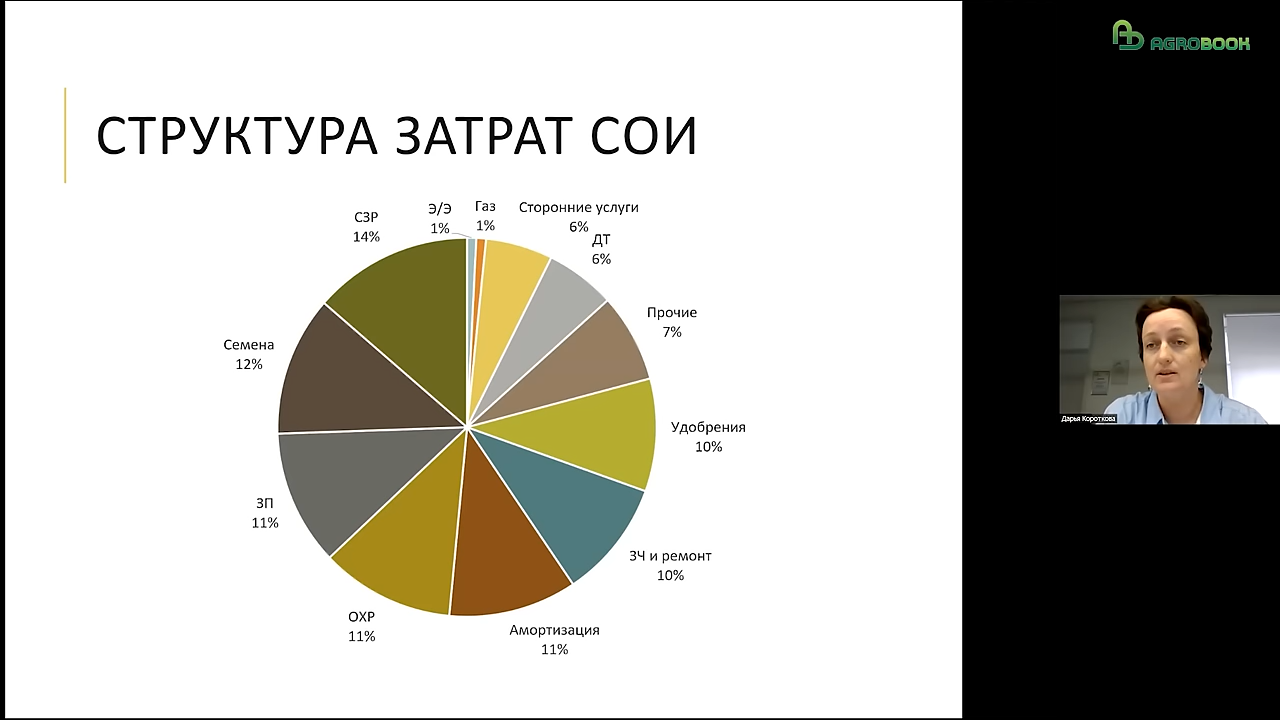 AGROBOOK
СТРУКТУРА ЗАТРАТ СОИ
СЗР
14%
Э/Э
1%
Газ
1%
Сторонние услуги
6%
ДТ
6%
Прочие
7%
Удобрения
10%
ЗЧ и ремонт
10%
Амортизация
11%
ОХР
11%
ЗП
11%
Семена
12%
Дарья Короткова